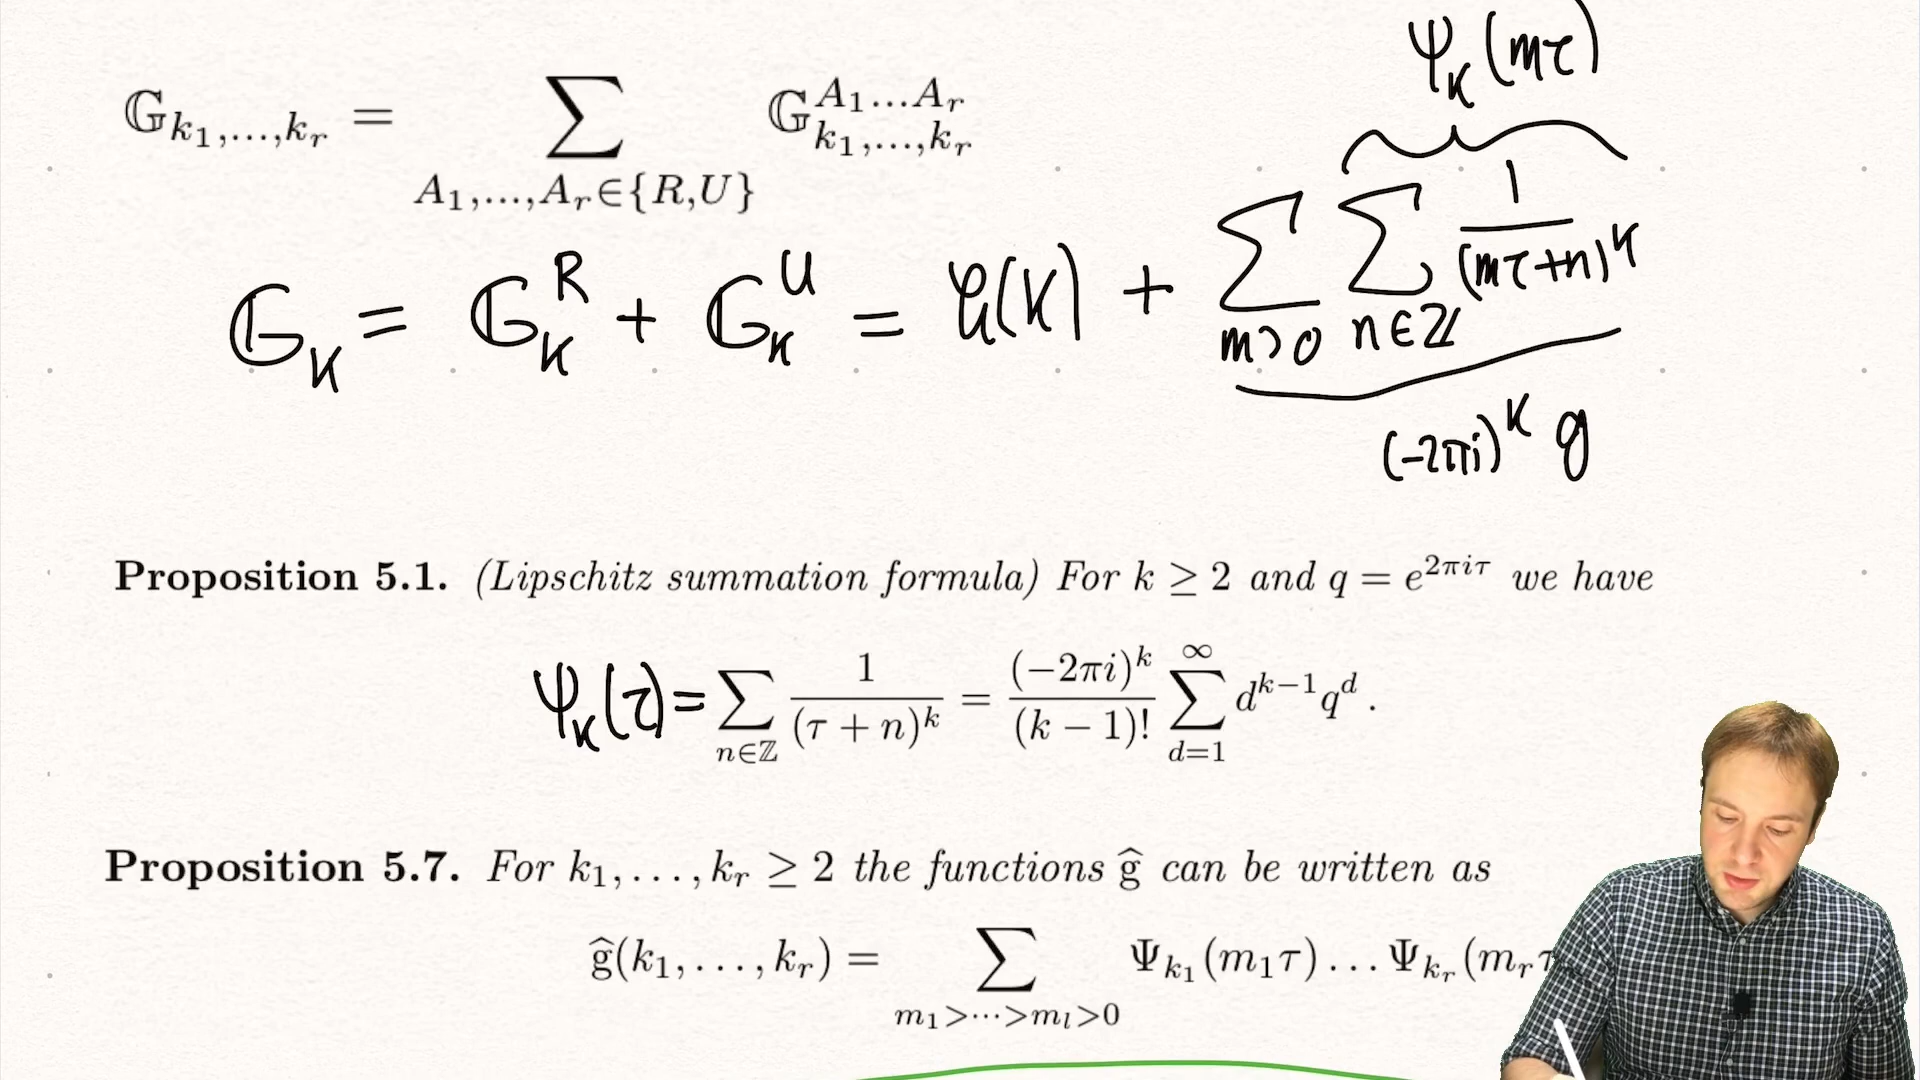 𝔾_{k_1,...,k_r} = ∑_{A_1,...,A_r∈{R,U}} 𝔾^{A_1...A_r}_{k_1,...,k_r}
Ψ_k(mτ)
𝔾_k = 𝔾_k^R + 𝔾_k^U = ζ(k) + ∑_{m>0} ∑_{n∈ℤ} 1/(mτ+n)^k
(-2πi)^k g
Proposition 5.1. (Lipschitz summation formula) For k ≥ 2 and q = e^{2πiτ} we have
Ψ_k(τ) = ∑_{n∈ℤ} 1/(τ + n)^k = (−2πi)^k/(k − 1)! ∑_{d=1}^{∞} d^{k−1} q^d .
Proposition 5.7. For k_1, . . . , k_r ≥ 2 the functions ĝ can be written as
ĝ(k_1, . . . , k_r) = ∑_{m_1>···>m_l>0} Ψ_{k_1}(m_1τ) . . . Ψ_{k_r}(m_rτ